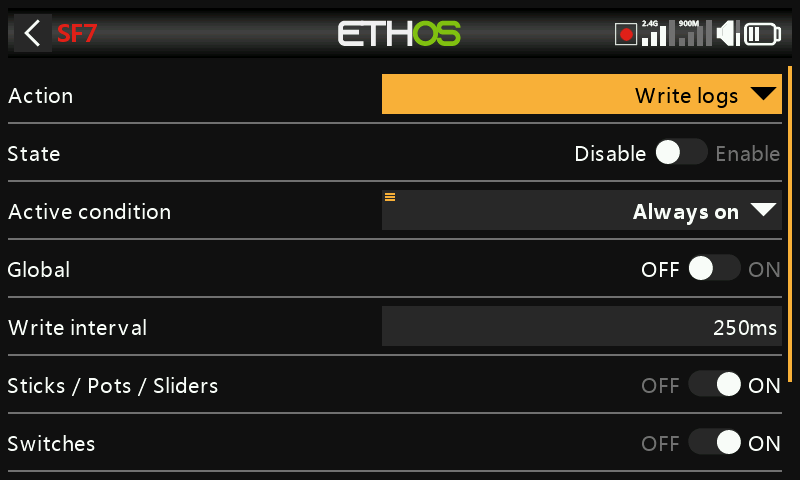 SF7 ETHOS 2.4G 900M
Action Write logs
State Disable Enable
Active condition Always on
Global OFF ON
Write interval 250ms
Sticks / Pots / Sliders OFF ON
Switches OFF ON